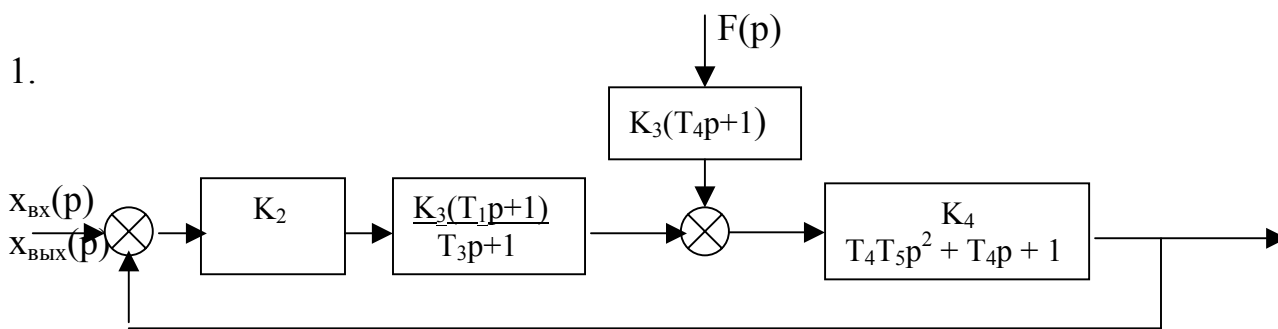 F(p)
1.
K₃(T₄p+1)
xвх(p)
xвых(p)
K₂
K₃(T₁p+1)
T₃p+1
K₄
T₄T₅p² + T₄p + 1